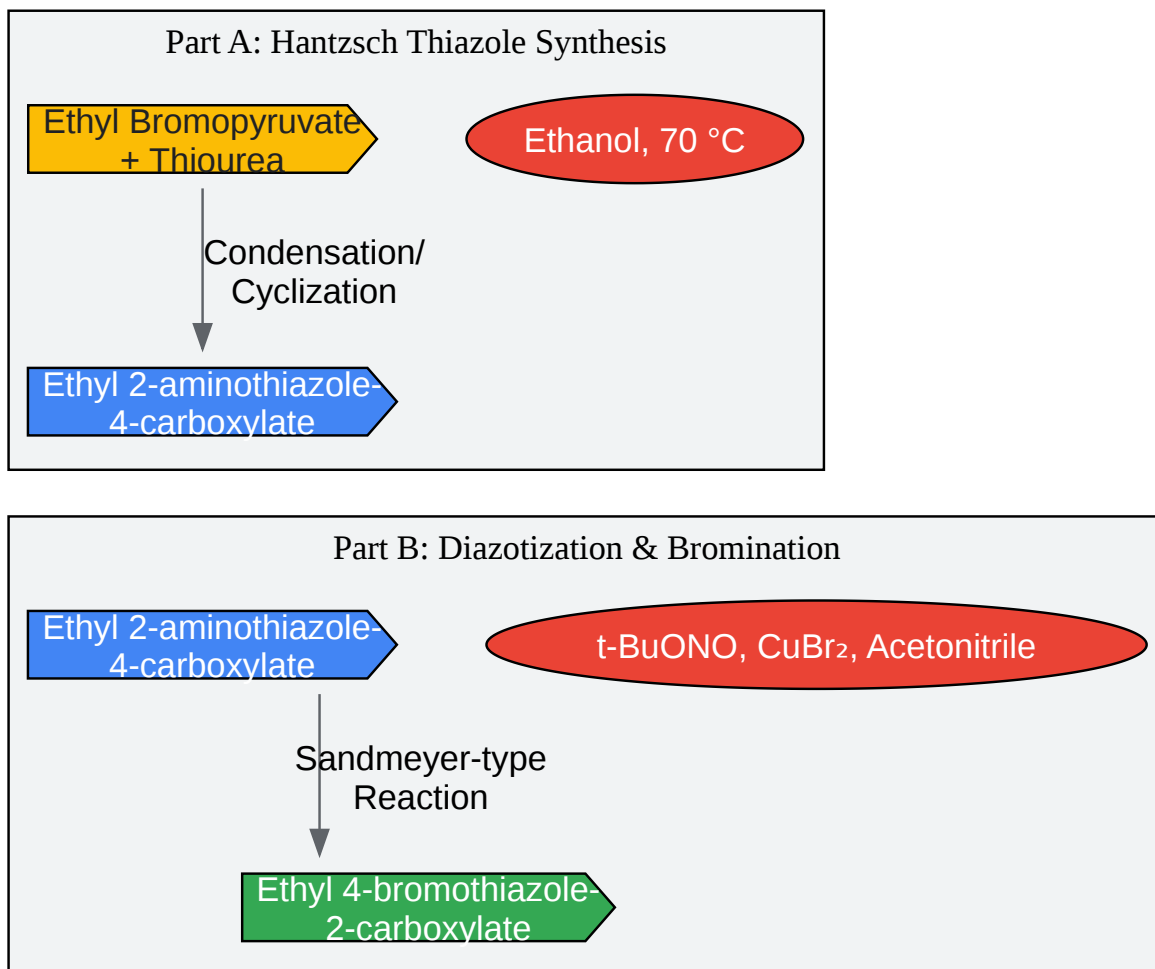 Part A: Hantzsch Thiazole Synthesis
Ethyl Bromopyruvate
+ Thiourea
Ethanol, 70 °C
Condensation/
Cyclization
Ethyl 2-aminothiazole-
4-carboxylate
Part B: Diazotization & Bromination
Ethyl 2-aminothiazole-
4-carboxylate
t-BuONO, CuBr₂, Acetonitrile
Sandmeyer-type
Reaction
Ethyl 4-bromothiazole-
2-carboxylate